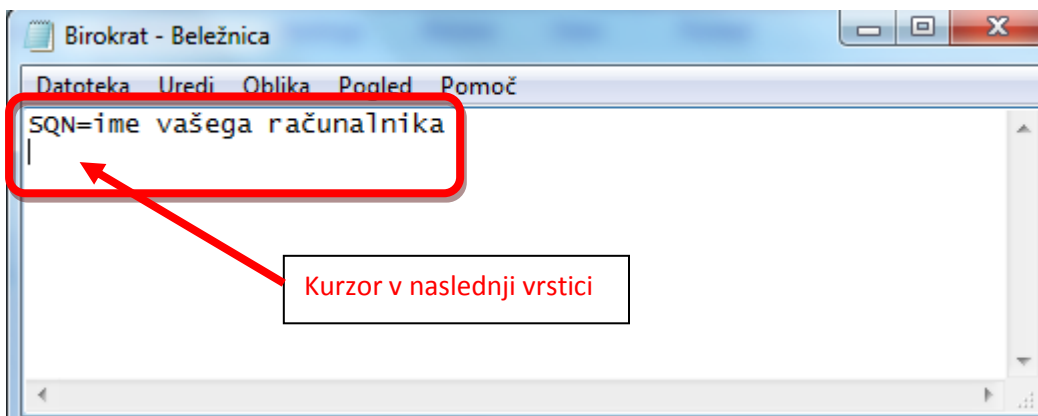 Birokrat - Beležnica
Datoteka Uredi Oblika Pogled Pomoč
SQN=ime vašega računalnika
Kurzor v naslednji vrstici